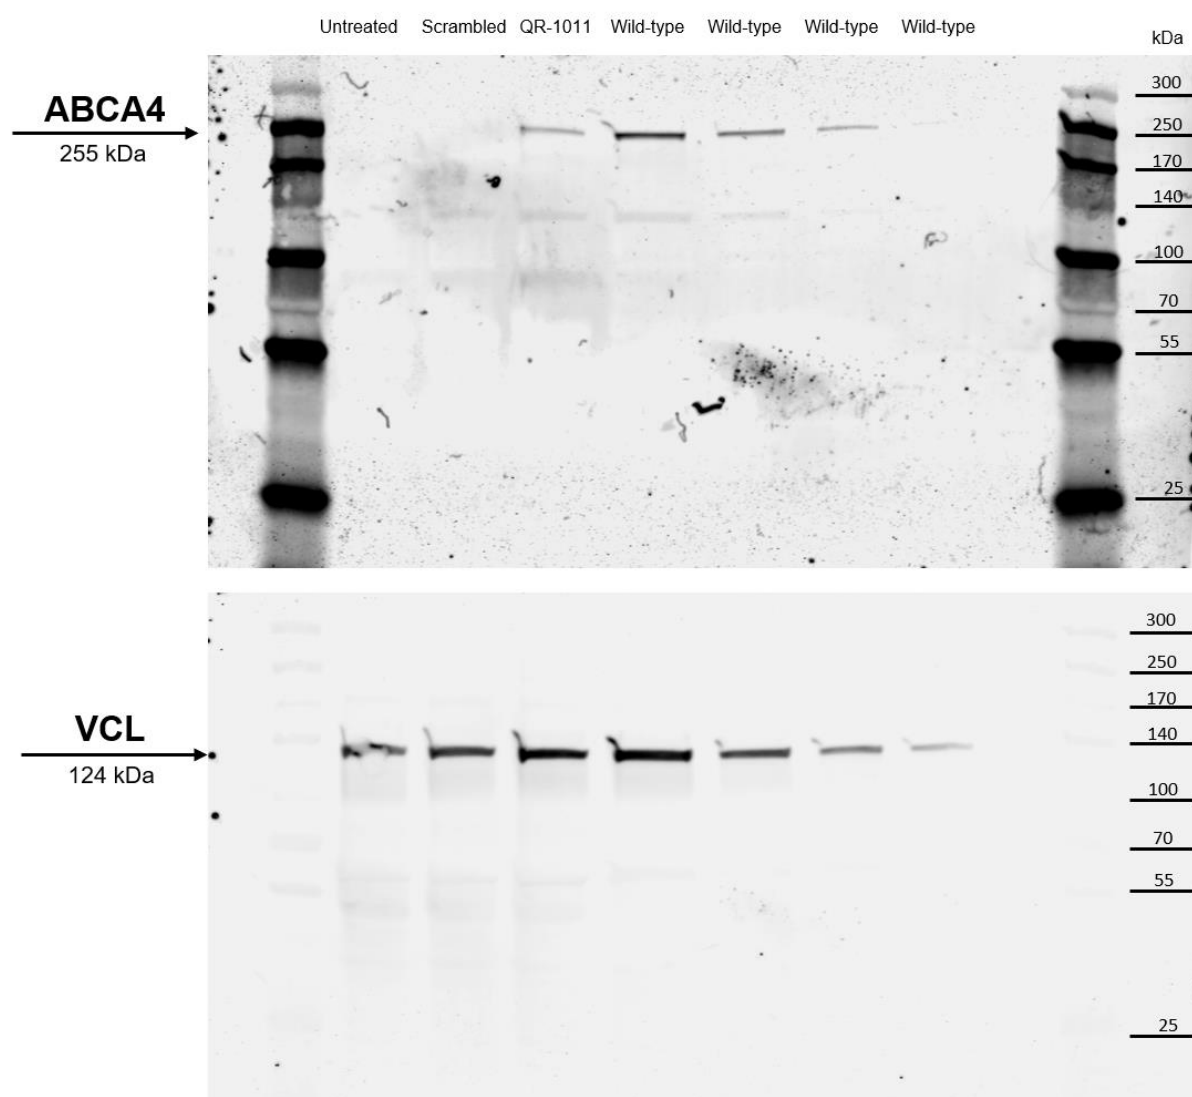 Untreated Scrambled QR-1011 Wild-type Wild-type Wild-type Wild-type
kDa
ABCA4
255 kDa
300
250
170
140
100
70
55
25
VCL
124 kDa
300
250
170
140
100
70
55
25